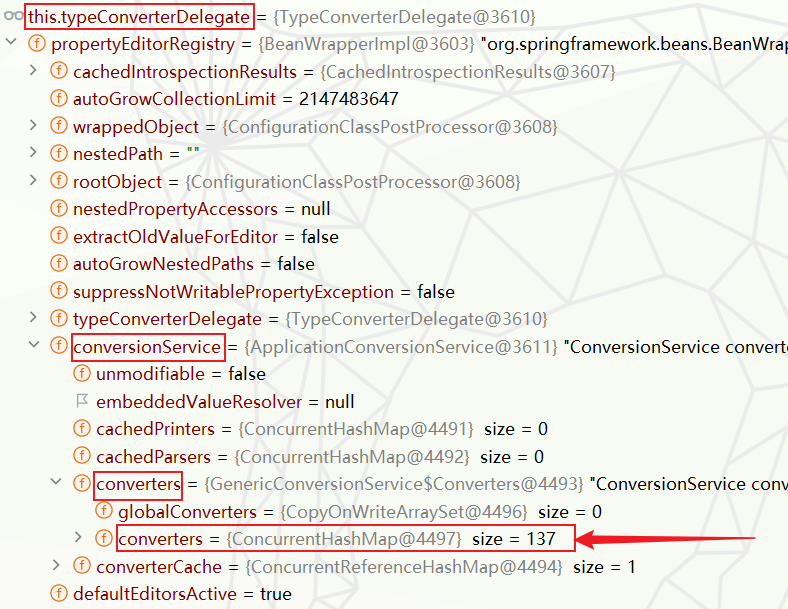 this.typeConverterDelegate = {TypeConverterDelegate@3610}
propertyEditorRegistry = {BeanWrapperImpl@3603} "org.springframework.beans.BeanWrap
cachedIntrospectionResults = {CachedIntrospectionResults@3607}
autoGrowCollectionLimit = 2147483647
wrappedObject = {ConfigurationClassPostProcessor@3608}
nestedPath = ""
rootObject = {ConfigurationClassPostProcessor@3608}
nestedPropertyAccessors = null
extractOldValueForEditor = false
autoGrowNestedPaths = false
suppressNotWritablePropertyException = false
typeConverterDelegate = {TypeConverterDelegate@3610}
conversionService = {ApplicationConversionService@3611} "ConversionService converte
unmodifiable = false
embeddedValueResolver = null
cachedPrinters = {ConcurrentHashMap@4491} size = 0
cachedParsers = {ConcurrentHashMap@4492} size = 0
converters = {GenericConversionService$Converters@4493} "ConversionService conv
globalConverters = {CopyOnWriteArraySet@4496} size = 0
converters = {ConcurrentHashMap@4497} size = 137
converterCache = {ConcurrentReferenceHashMap@4494} size = 1
defaultEditorsActive = true